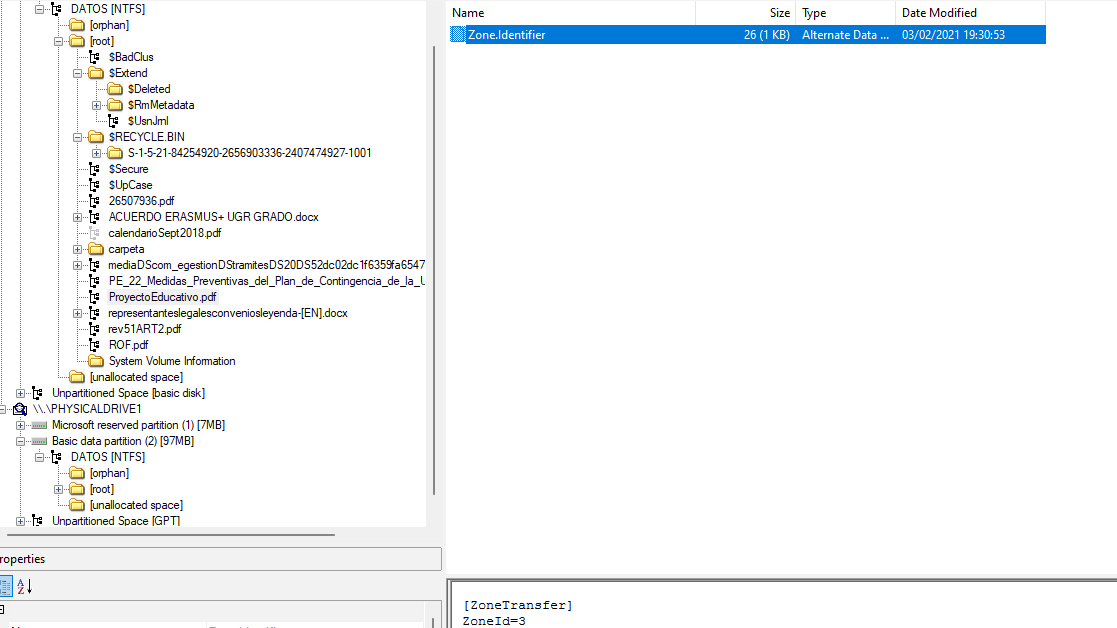 DATOS [NTFS]
[orphan]
[root]
$BadClus
$Extend
$Deleted
$RmMetadata
$UsnJrnl
$RECYCLE.BIN
S-1-5-21-84254920-2656903336-2407474927-1001
$Secure
$UpCase
26507936.pdf
ACUERDO ERASMUS+ UGR GRADO.docx
calendarioSept2018.pdf
carpeta
mediaDScom_egestionDStramitesDS20DS52dc02dc1f6359fa6547
PE_22_Medidas_Preventivas_del_Plan_de_Contingencia_de_la_U
ProyectoEducativo.pdf
representanteslegalesconveniosleyenda-[EN].docx
rev51ART2.pdf
ROF.pdf
System Volume Information
[unallocated space]
Unpartitioned Space [basic disk]
\\.\PHYSICALDRIVE1
Microsoft reserved partition (1) [7MB]
Basic data partition (2) [97MB]
DATOS [NTFS]
[orphan]
[root]
[unallocated space]
Unpartitioned Space [GPT]
roperties
A
Z
Name Size Type Date Modified
Zone.Identifier 26 (1 KB) Alternate Data ... 03/02/2021 19:30:53
[ZoneTransfer]
ZoneId=3